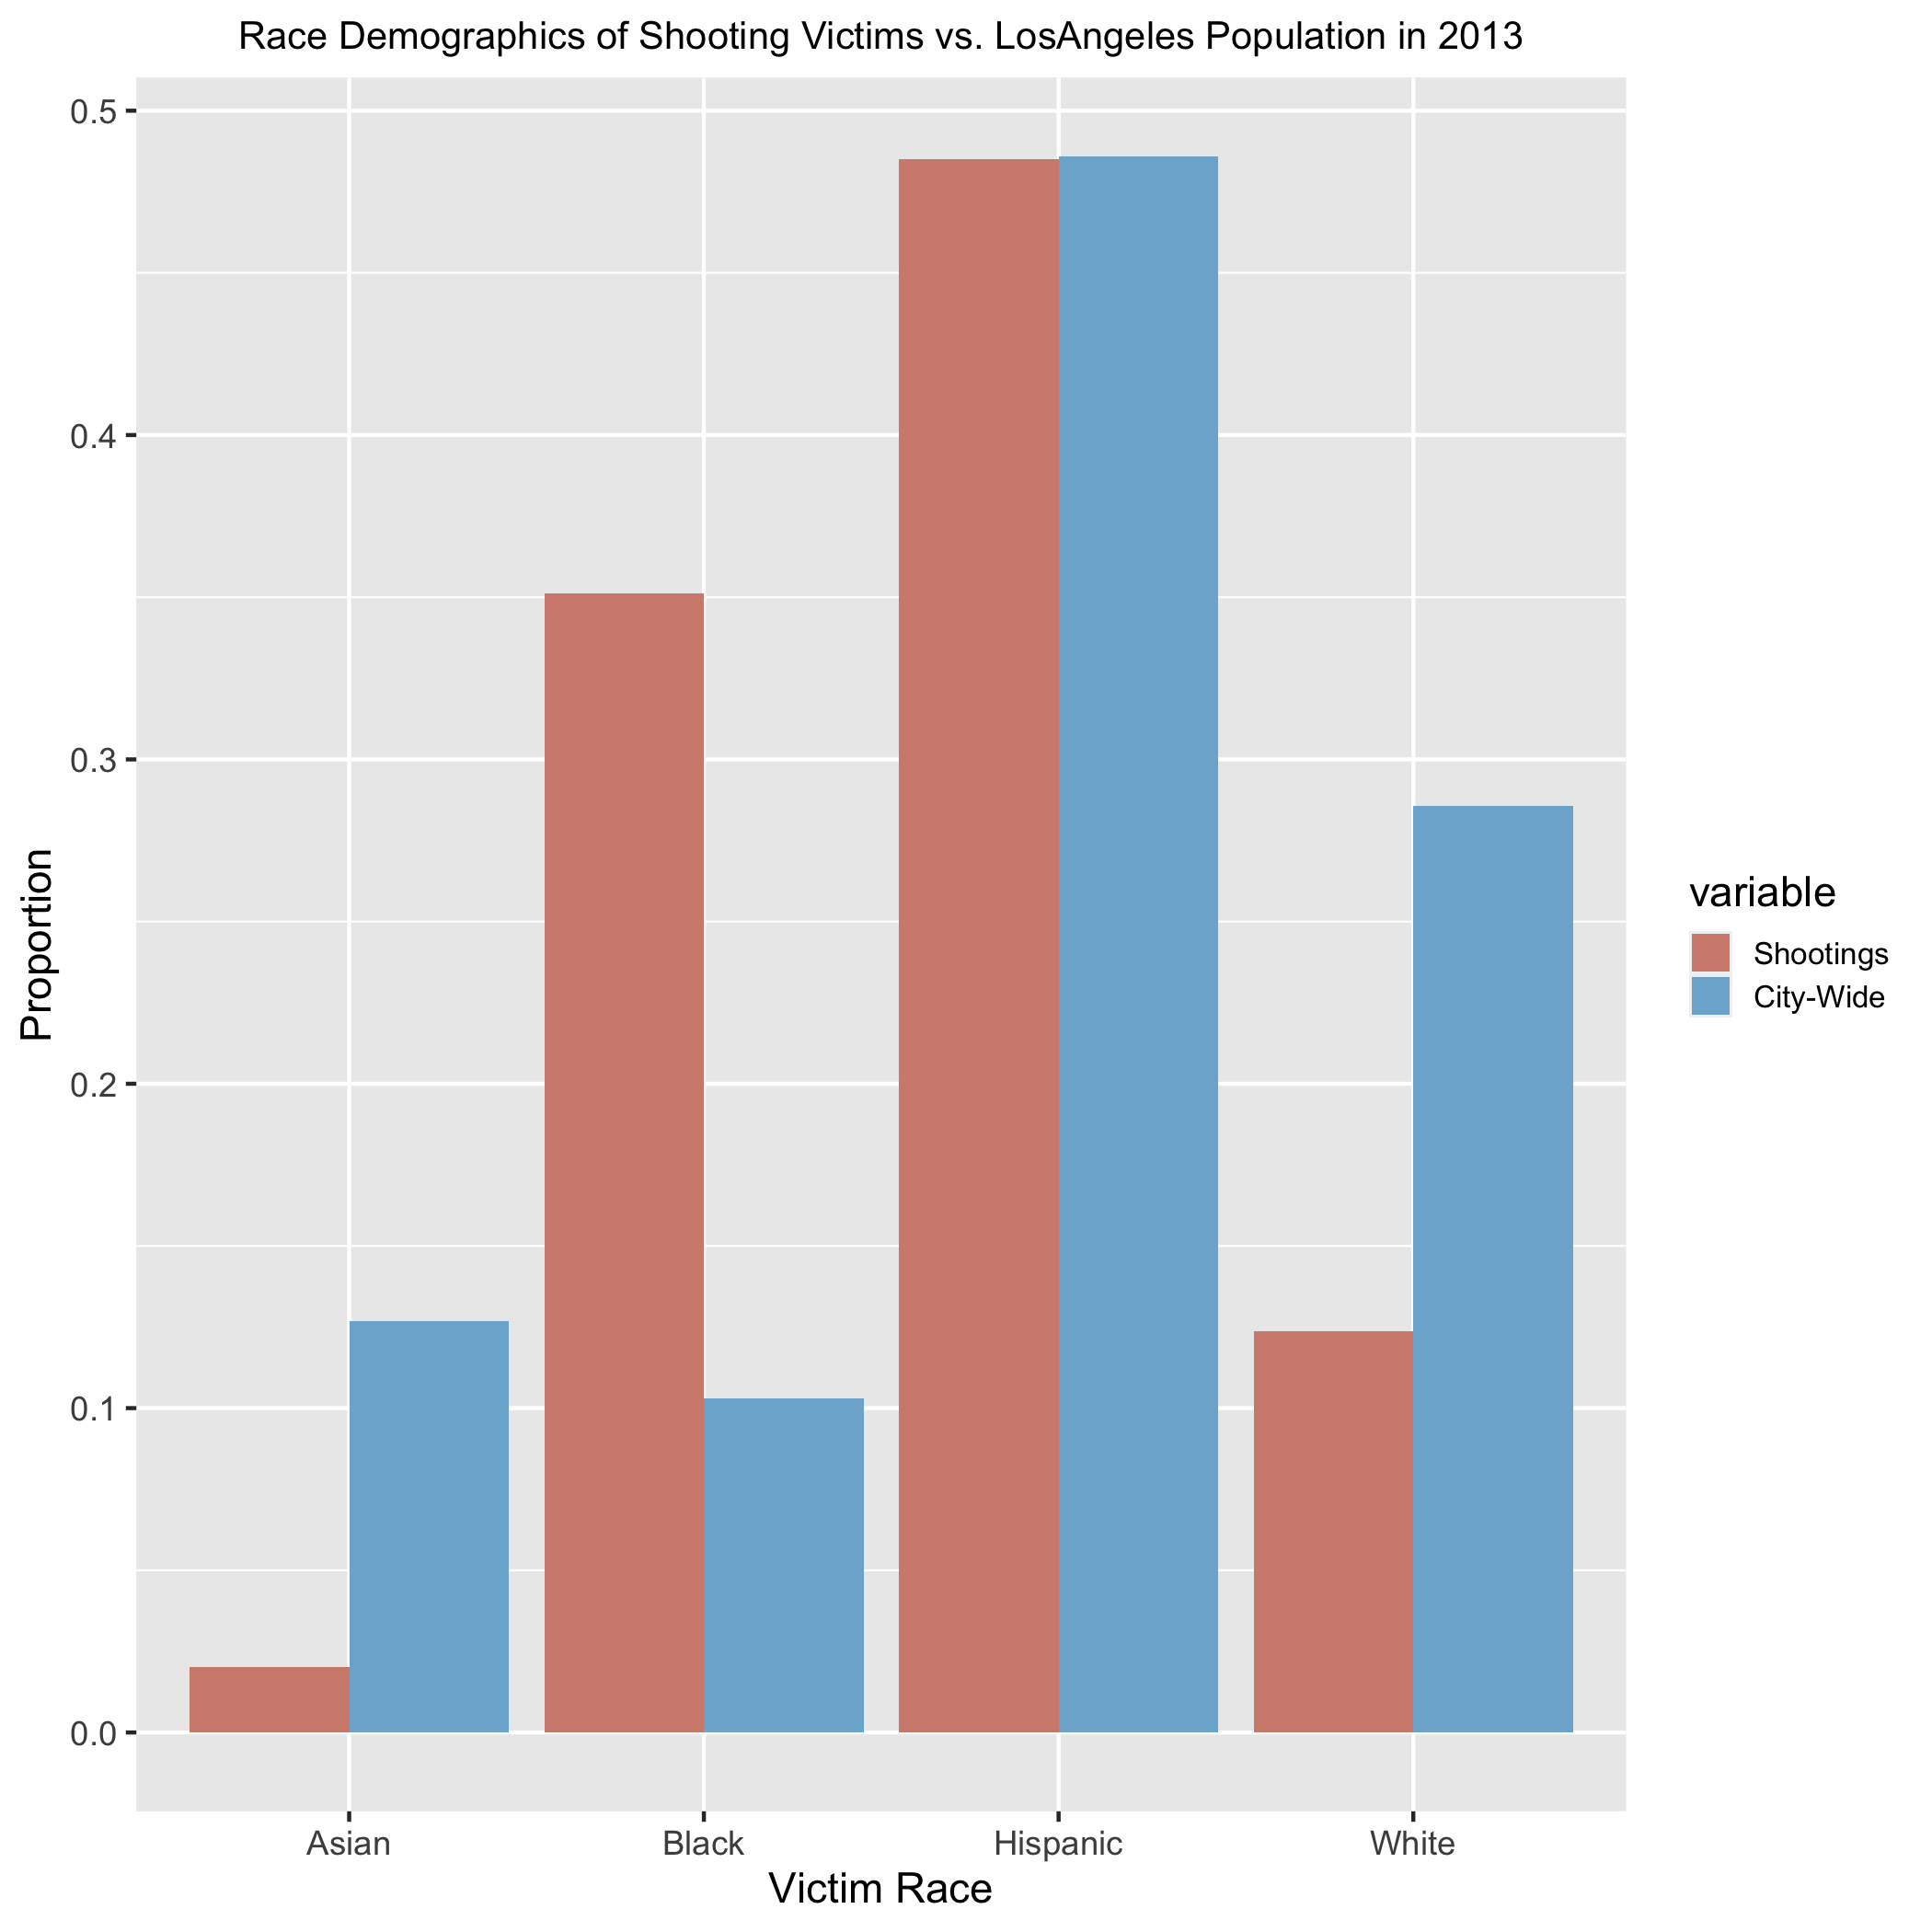 Race Demographics of Shooting Victims vs. LosAngeles Population in 2013
0.5
0.4
0.3
0.2
0.1
0.0
Proportion
Asian Black Hispanic White
Victim Race
variable
Shootings
City-Wide